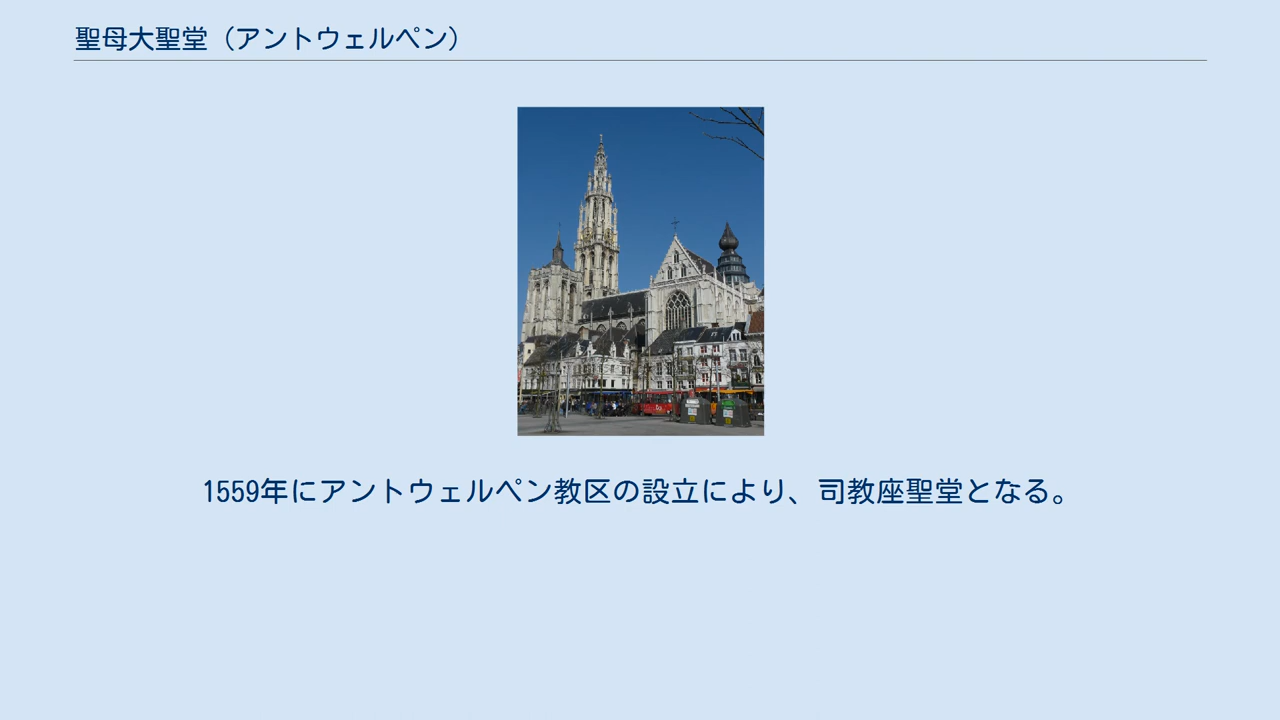 聖母大聖堂（アントウェルペン）
1559年にアントウェルペン教区の設立により、司教座聖堂となる。